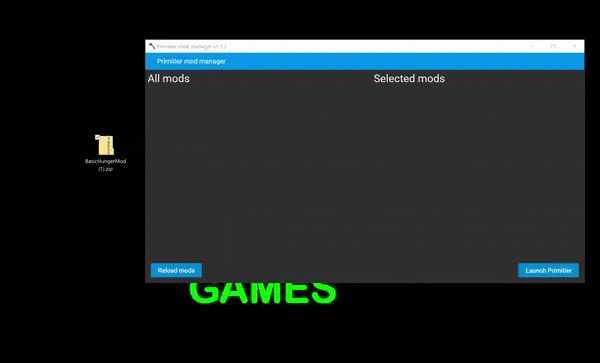 Primitier mod manager v1.1.2
Primitier mod manager
All mods
Selected mods
BasicHungerMod
(1).zip
Reload mods
Launch Primitier
GAMES